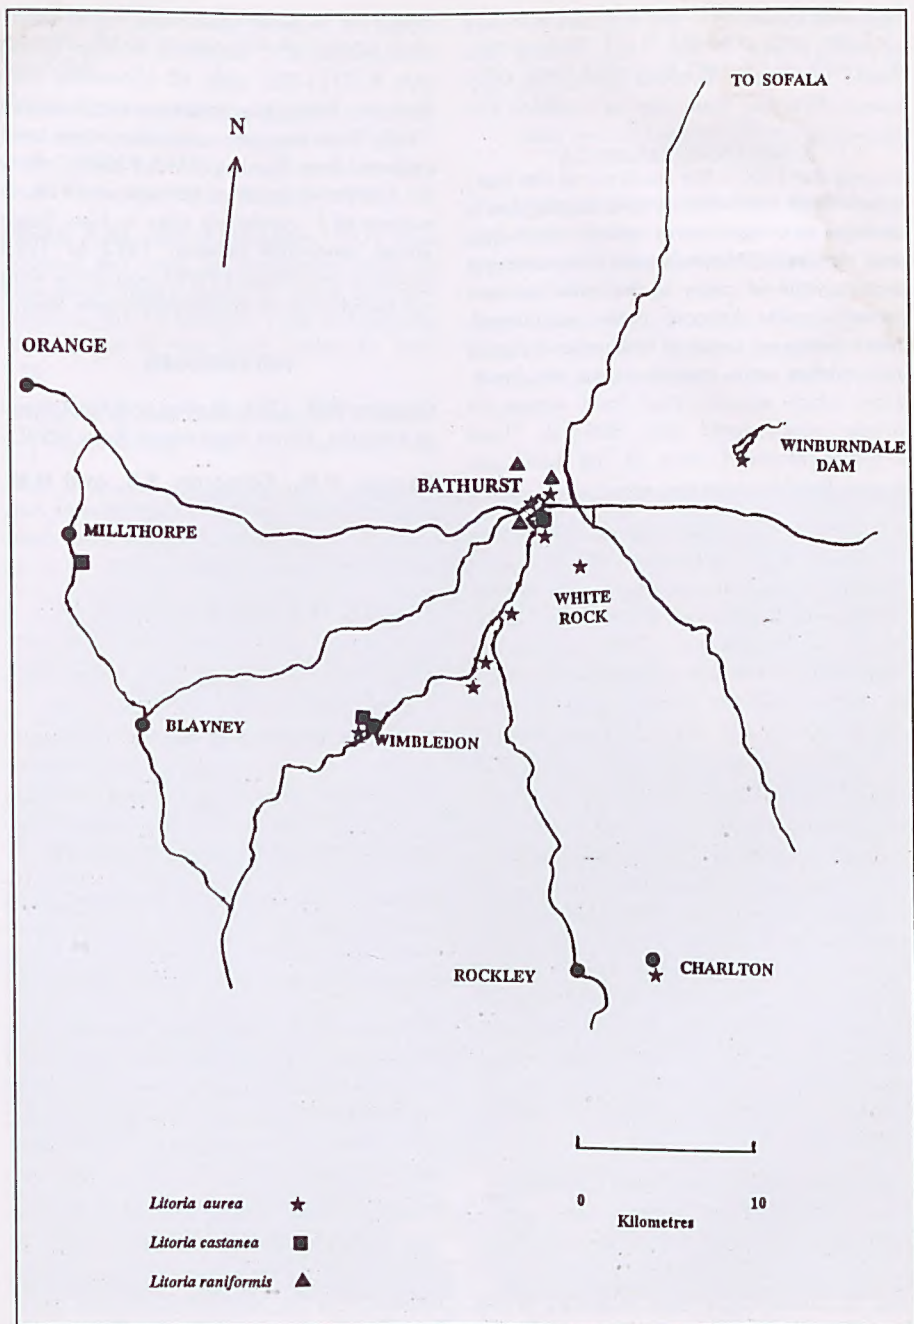 TO SOFALA
N
ORANGE
WINBURNDALE
DAM
BATHURST
MILLTHORPE
WHITE
ROCK
BLAYNEY
WIMBLEDON
ROCKLEY
CHARLTON
0 10
Kilometres
Litoria aurea
Litoria castanea
Litoria raniformis